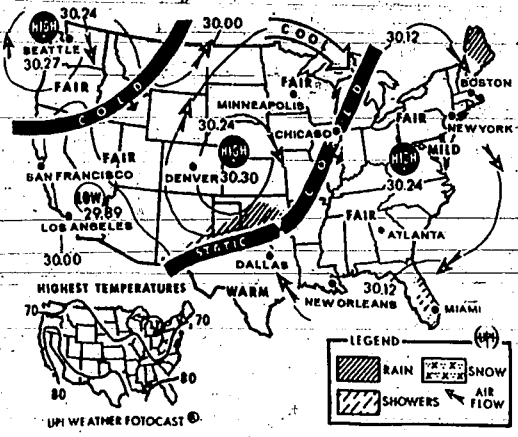 30.24
HIGH
SEATTLE
30.27
FAIR
COLD
30.00
COOL
30.12
FAIR
MINNEAPOLIS
CHICAGO
COLD
BOSTON
FAIR
NEW YORK
MILD
HIGH
30.24
30.24
HIGH
DENVER 30.30
FAIR
SAN FRANCISCO
LOW
29.89
LOS ANGELES
30.00
STATIC
DALLAS
WARM
FAIR
ATLANTA
30.12
NEW ORLEANS
MIAMI
HIGHEST TEMPERATURES
70
70
80
80
UPI WEATHER FOTOCAST ©
LEGEND
UPI
RAIN
SNOW
SHOWERS
AIR FLOW